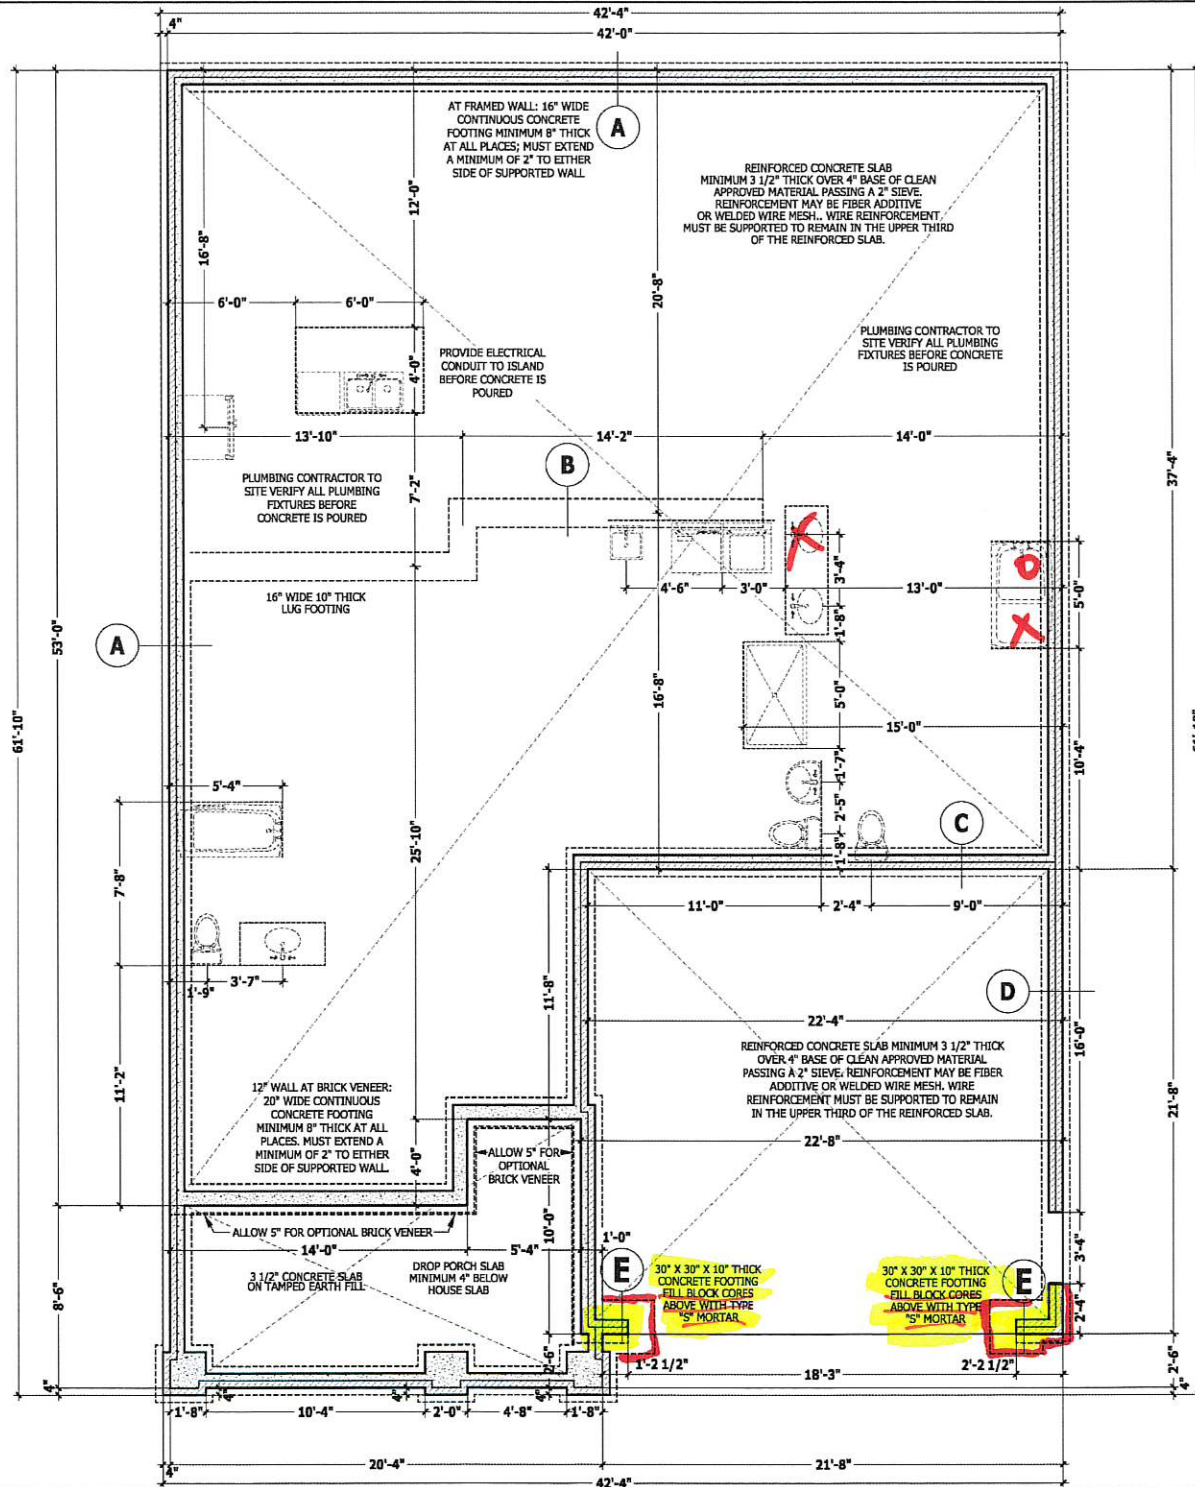 42'-4"
4"
42'-0"
AT FRAMED WALL: 16" WIDE
CONTINUOUS CONCRETE
FOOTING MINIMUM 8" THICK
AT ALL PLACES; MUST EXTEND
A MINIMUM OF 2" TO EITHER
SIDE OF SUPPORTED WALL
A
REINFORCED CONCRETE SLAB
MINIMUM 3 1/2" THICK OVER 4" BASE OF CLEAN
APPROVED MATERIAL PASSING A 2" SIEVE.
REINFORCEMENT MAY BE FIBER ADDITIVE
OR WELDED WIRE MESH.. WIRE REINFORCEMENT
MUST BE SUPPORTED TO REMAIN IN THE UPPER THIRD
OF THE REINFORCED SLAB.
12'-0"
16'-8"
20'-8"
6'-0"
6'-0"
PROVIDE ELECTRICAL
CONDUIT TO ISLAND
BEFORE CONCRETE IS
POURED
4'-0"
PLUMBING CONTRACTOR TO
SITE VERIFY ALL PLUMBING
FIXTURES BEFORE CONCRETE
IS POURED
13'-10"
14'-2"
14'-0"
37'-4"
B
PLUMBING CONTRACTOR TO
SITE VERIFY ALL PLUMBING
FIXTURES BEFORE
CONCRETE IS POURED
7'-2"
X
O
X
16" WIDE 10" THICK
LUG FOOTING
4'-6"
3'-0"
3'-4"
13'-0"
5'-0"
1'-8"
A
53'-0"
61'-10"
16'-8"
5'-0"
15'-0"
10'-4"
5'-4"
1'-7"
2'-5"
1'-8"
C
25'-10"
7'-8"
11'-0"
2'-4"
9'-0"
1'-9"
3'-7"
11'-8"
D
22'-4"
16'-0"
REINFORCED CONCRETE SLAB MINIMUM 3 1/2" THICK
OVER 4" BASE OF CLEAN APPROVED MATERIAL
PASSING A 2" SIEVE. REINFORCEMENT MAY BE FIBER
ADDITIVE OR WELDED WIRE MESH. WIRE
REINFORCEMENT MUST BE SUPPORTED TO REMAIN
IN THE UPPER THIRD OF THE REINFORCED SLAB.
21'-8"
11'-2"
12" WALL AT BRICK VENEER:
20" WIDE CONTINUOUS
CONCRETE FOOTING
MINIMUM 8" THICK AT ALL
PLACES. MUST EXTEND A
MINIMUM OF 2" TO EITHER
SIDE OF SUPPORTED WALL.
4'-0"
22'-8"
ALLOW 5" FOR
OPTIONAL
BRICK VENEER
ALLOW 5" FOR OPTIONAL BRICK VENEER
10'-0"
1'-0"
14'-0"
5'-4"
3'-4"
3 1/2" CONCRETE SLAB
ON TAMPED EARTH FILL
DROP PORCH SLAB
MINIMUM 4" BELOW
HOUSE SLAB
E
30" X 30" X 10" THICK
CONCRETE FOOTING
FILL BLOCK CORES
ABOVE WITH TYPE
"S" MORTAR
30" X 30" X 10" THICK
CONCRETE FOOTING
FILL BLOCK CORES
ABOVE WITH TYPE
"S" MORTAR
E
2'-4"
8'-6"
2'-6"
1'-2 1/2"
18'-3"
2'-2 1/2"
2'-6"
4"
4"
4"
4"
4"
1'-8"
10'-4"
2'-0"
4'-8"
1'-8"
4"
20'-4"
21'-8"
42'-4"